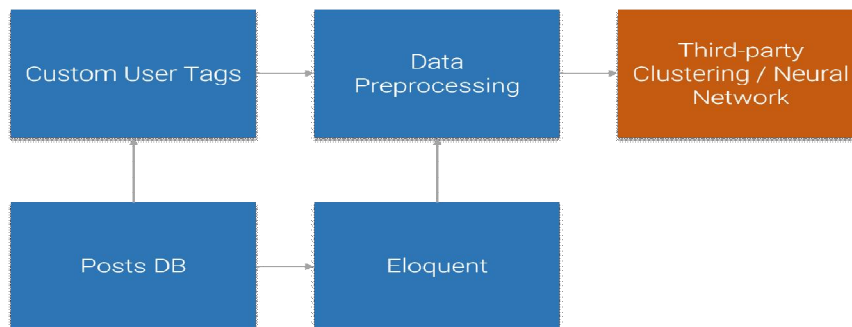 Custom User Tags
Data
Preprocessing
Third-party
Clustering / Neural
Network
Posts DB
Eloquent